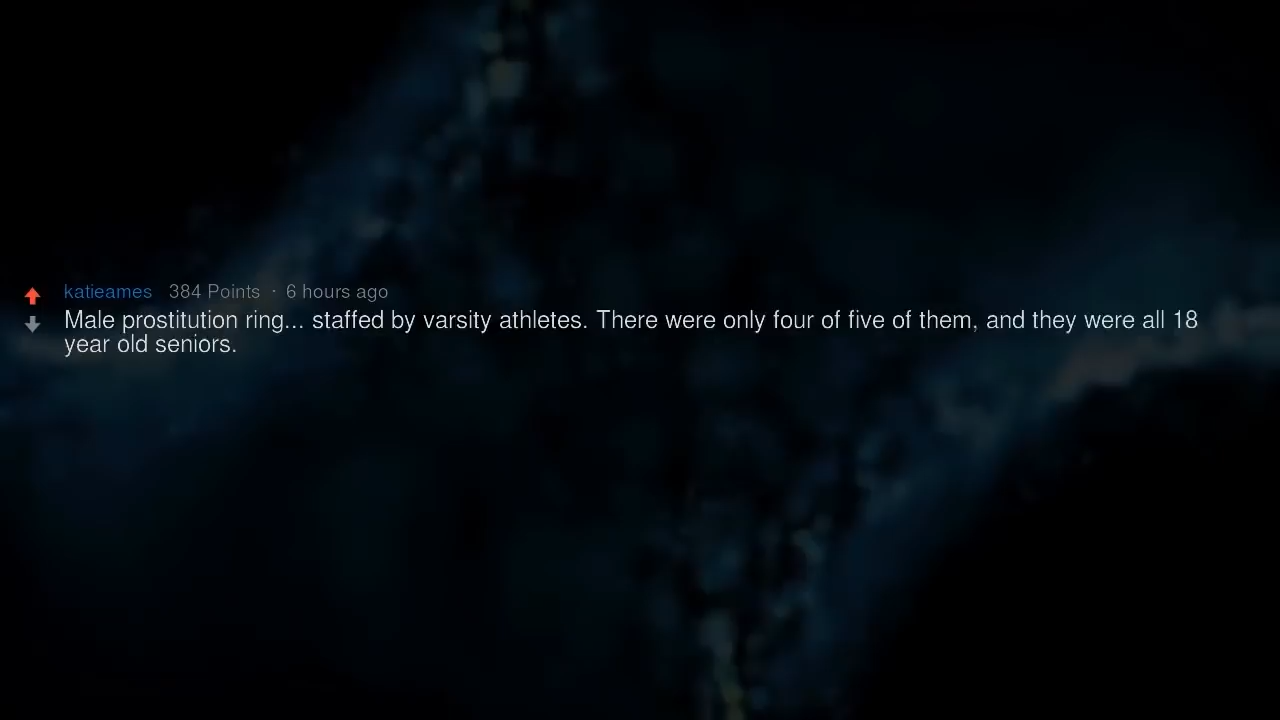 katieames 384 Points · 6 hours ago
Male prostitution ring... staffed by varsity athletes. There were only four of five of them, and they were all 18
year old seniors.